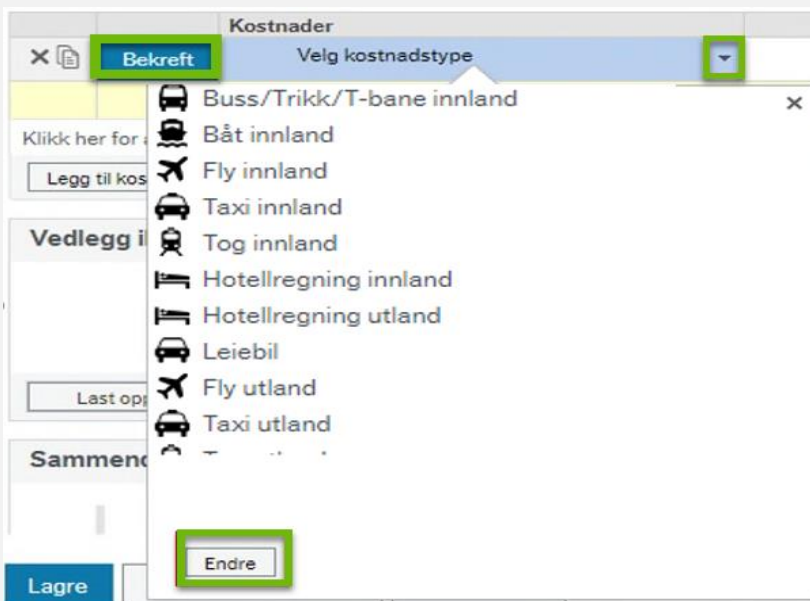 Kostnader
Bekreft Velg kostnadstype
Buss/Trikk/T-bane innland
Båt innland
Klikk her for
Fly innland
Legg til kos
Taxi innland
Vedlegg
Tog innland
Hotellregning innland
Hotellregning utland
Leiebil
Fly utland
Last opp
Taxi utland
Sammend
Endre
Lagre